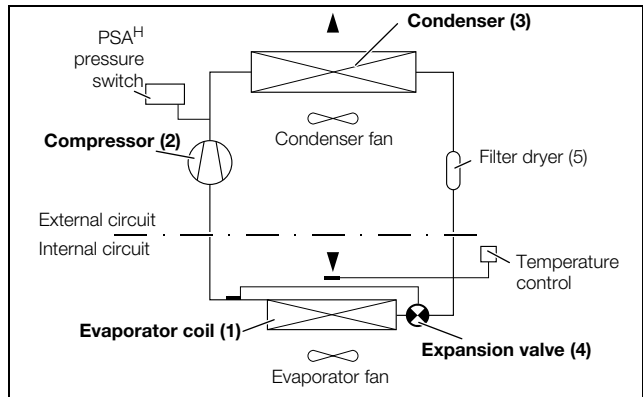 Condenser (3)
PSAᴴ
pressure
switch
Condenser fan
Compressor (2)
Filter dryer (5)
External circuit
Internal circuit
Temperature
control
Evaporator coil (1)
Expansion valve (4)
Evaporator fan